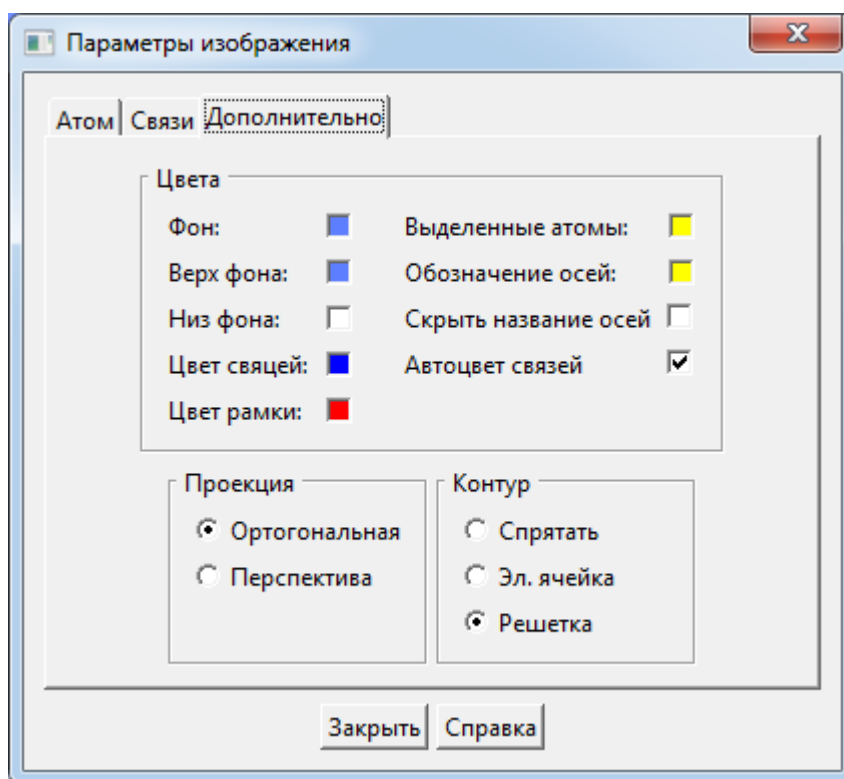 Параметры изображения
Атом Связи Дополнительно
Цвета
Фон: Выделенные атомы:
Верх фона: Обозначение осей:
Низ фона: Скрыть название осей
Цвет свяцей: Автоцвет связей
Цвет рамки:
Проекция
Ортогональная
Перспектива
Контур
Спрятать
Эл. ячейка
Решетка
Закрыть Справка